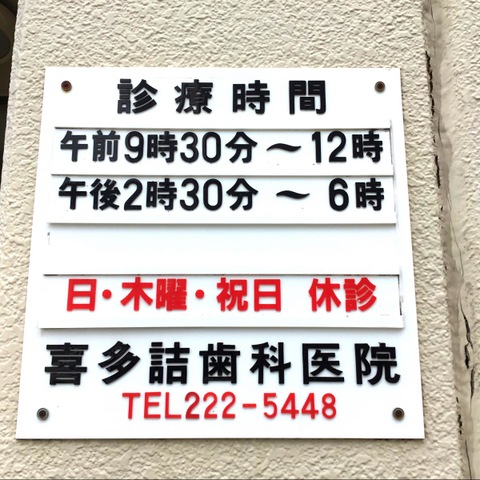 診療時間
午前9時30分～12時
午後2時30分～6時
日・木曜・祝日 休診
喜多詰歯科医院
TEL222-5448